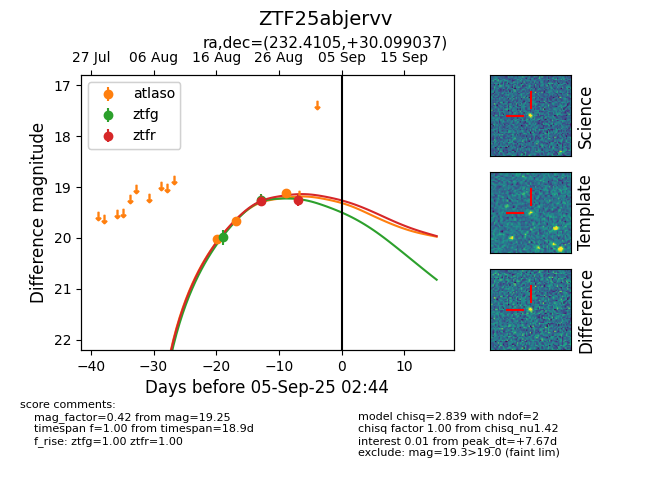 ZTF25abjervv
ra,dec=(232.4105,+30.099037)
27 Jul 06 Aug 16 Aug 26 Aug 05 Sep 15 Sep
atlaso
ztfg
ztfr
17
18
19
20
21
22
Difference magnitude
−40 −30 −20 −10 0 10
Days before 05-Sep-25 02:44
Science
Template
Difference
score comments:
mag_factor=0.42 from mag=19.25
timespan f=1.00 from timespan=18.9d
f_rise: ztfg=1.00 ztfr=1.00
model chisq=2.839 with ndof=2
chisq factor 1.00 from chisq_nu1.42
interest 0.01 from peak_dt=+7.67d
exclude: mag=19.3>19.0 (faint lim)